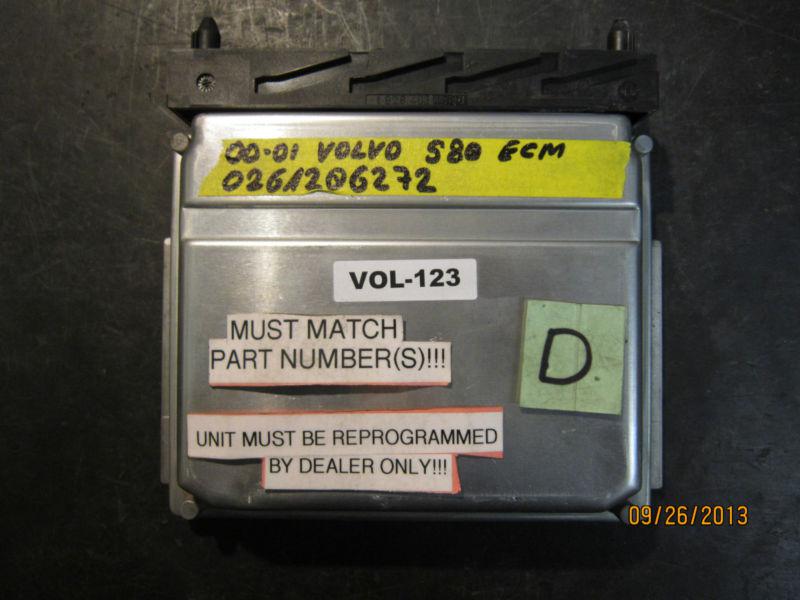 00-01 VOLVO S80 ECM
0261206272
VOL-123
MUST MATCH
PART NUMBER(S)!!!
D
UNIT MUST BE REPROGRAMMED
BY DEALER ONLY!!!
09/26/2013